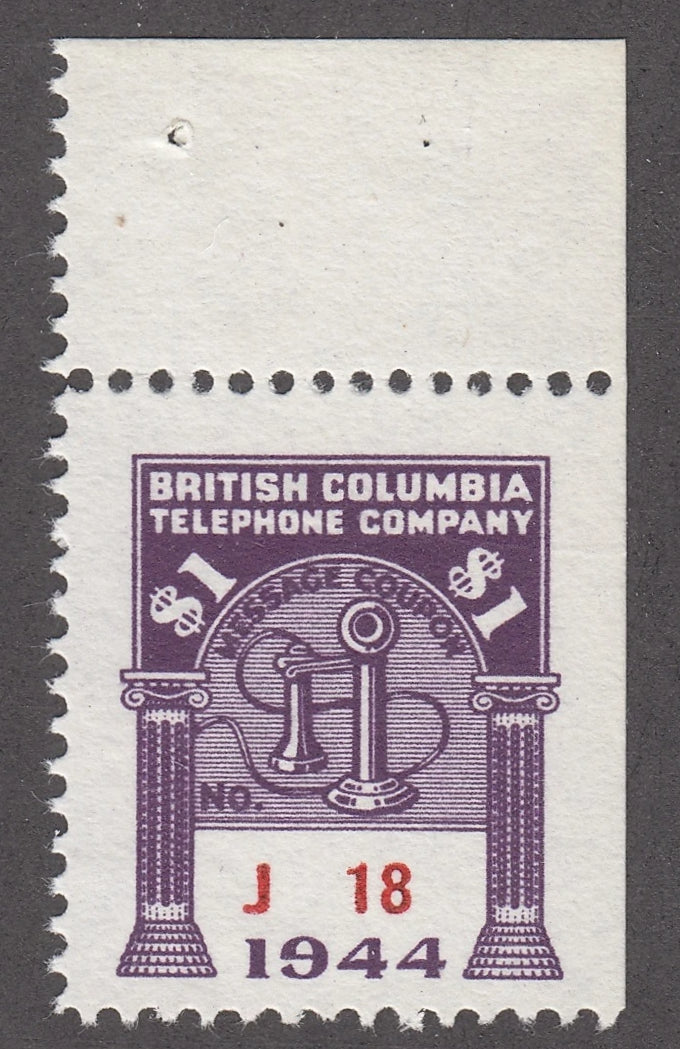 BRITISH COLUMBIA
TELEPHONE COMPANY
$1 $1
MESSAGE COUPON
No.
J 18
1944